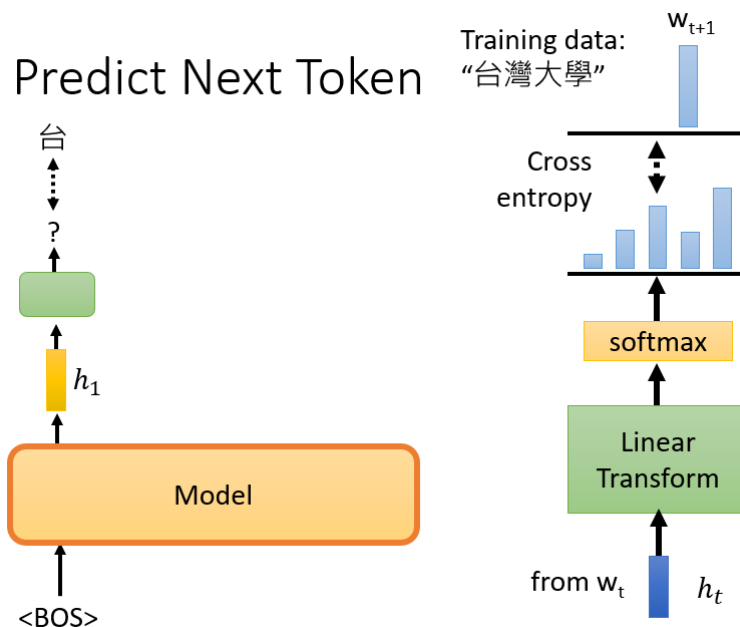 Predict Next Token
台
?
h₁
Model
<BOS>
Training data:
“台灣大學”
wₜ₊₁
Cross
entropy
softmax
Linear
Transform
from wₜ
hₜ